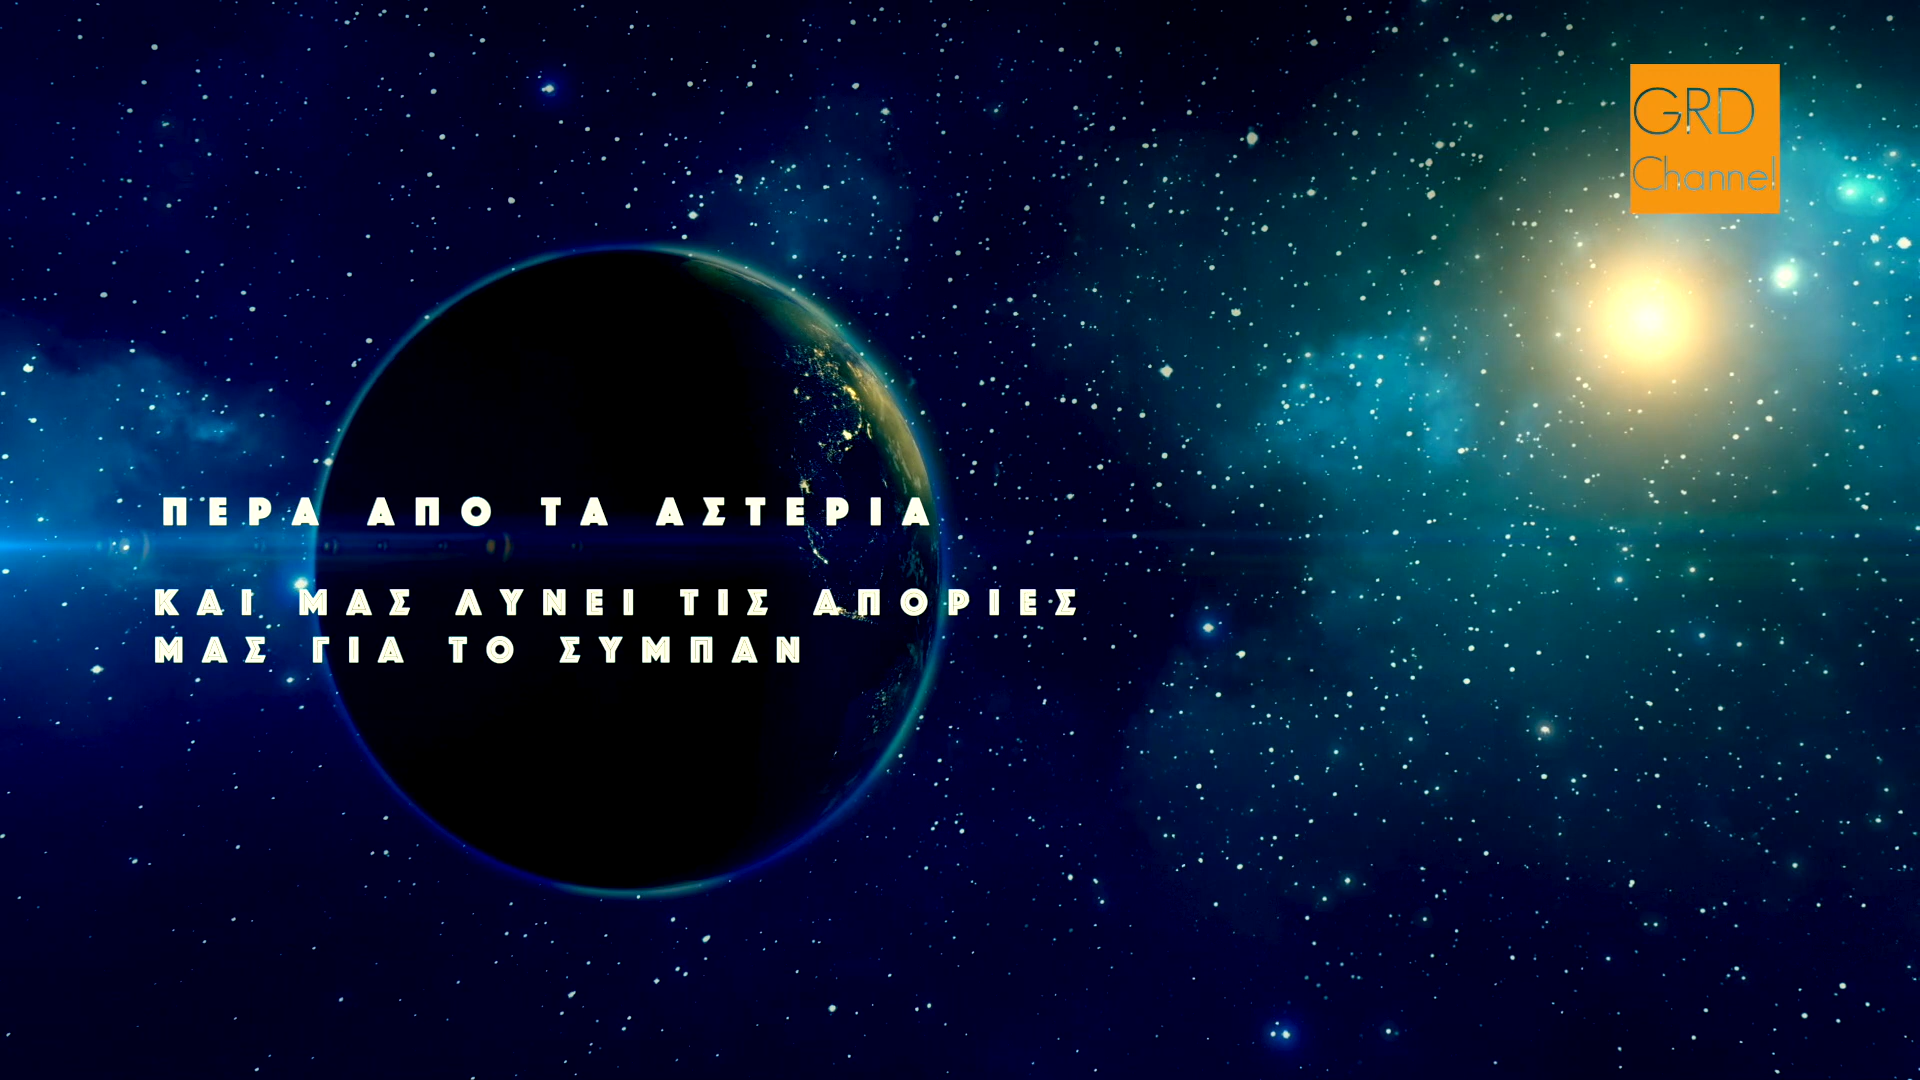 GRD
Channel
ΠΕΡΑ ΑΠΟ ΤΑ ΑΣΤΕΡΙΑ
ΚΑΙ ΜΑΣ ΛΥΝΕΙ ΤΙΣ ΑΠΟΡΙΕΣ
ΜΑΣ ΓΙΑ ΤΟ ΣΥΜΠΑΝ